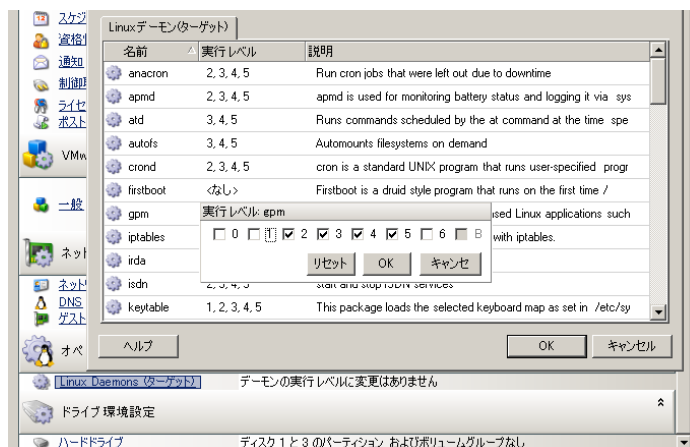 スケジ
Linuxデーモン(ターゲット)
資格情
名前 実行レベル 説明
通知
anacron 2, 3, 4, 5 Run cron jobs that were left out due to downtime
制御
apmd 2, 3, 4, 5 apmd is used for monitoring battery status and logging it via sys
ライセ
ポスト
atd 3, 4, 5 Runs commands scheduled by the at command at the time spe
autofs 3, 4, 5 Automounts filesystems on demand
VMw
crond 2, 3, 4, 5 cron is a standard UNIX program that runs user-specified progr
firstboot <なし> Firstboot is a druid style program that runs on the first time /
一般
gpm
実行レベル: gpm
Linux applications such
iptables
0 1 2 3 4 5 6 B
with iptables.
ネット
irda
リセット OK キャンセ
isdn 2, 3, 4, 5 start and stop ISDN services
ネット
DNS
keytable 1, 2, 3, 4, 5 This package loads the selected keyboard map as set in /etc/sy
ゲスト
オペ
ヘルプ OK キャンセル
Linux Daemons (ターゲット) デーモンの実行レベルに変更はありません
ドライブ環境設定
ハードドライブ ディスク 1 と 3 のパーティション およびボリュームグループなし